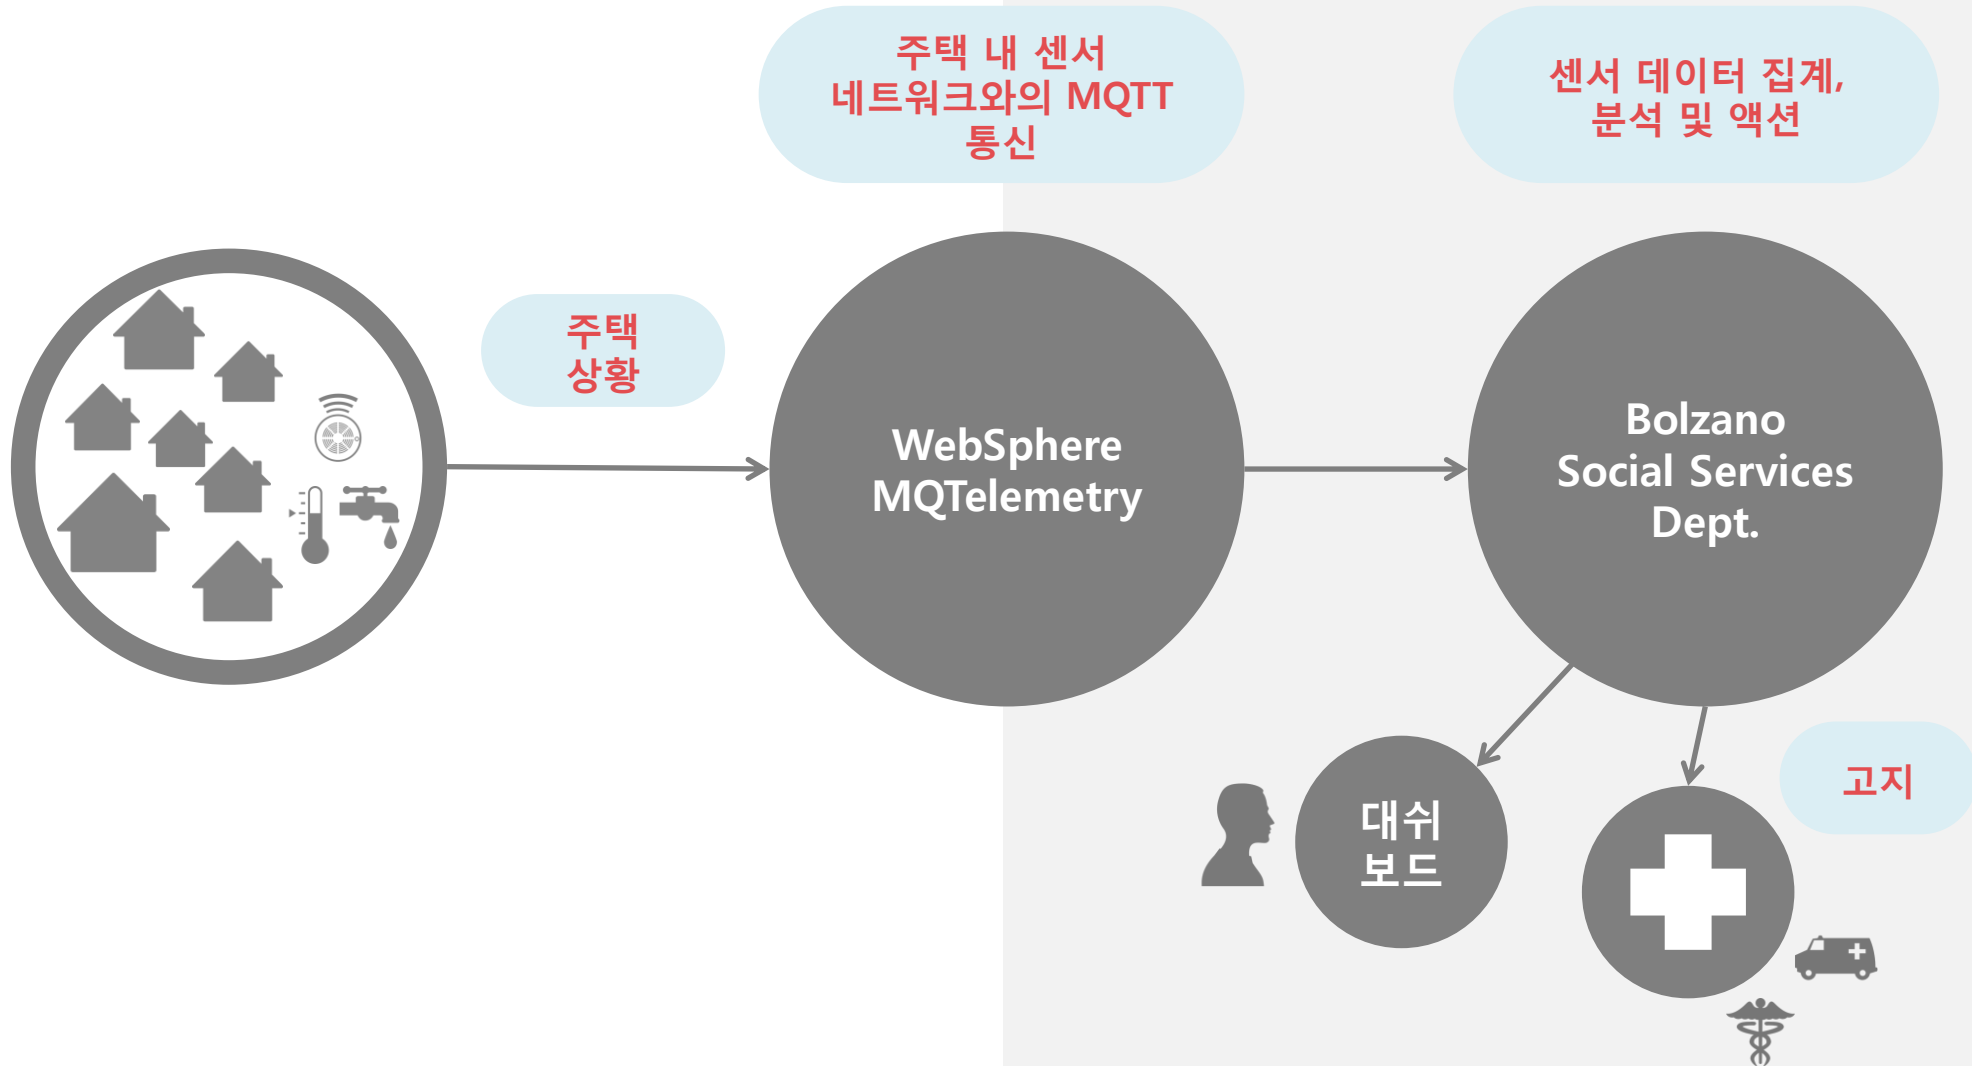 주택 내 센서
네트워크와의 MQTT
통신
센서 데이터 집계,
분석 및 액션
주택
상황
WebSphere
MQTelemetry
Bolzano
Social Services
Dept.
고지
대쉬
보드